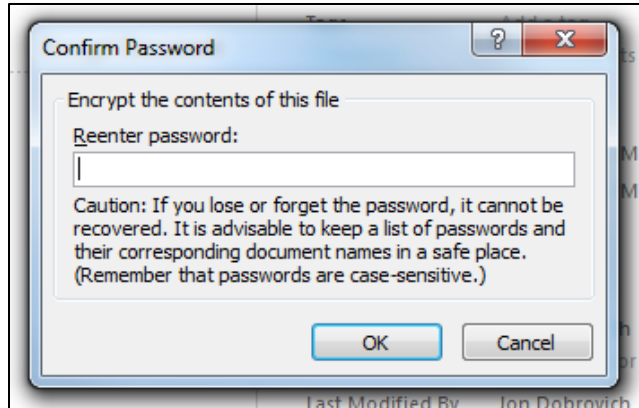 Confirm Password
?
X
Encrypt the contents of this file
Reenter password:
Caution: If you lose or forget the password, it cannot be
recovered. It is advisable to keep a list of passwords and
their corresponding document names in a safe place.
(Remember that passwords are case-sensitive.)
OK
Cancel
Last Modified By Jon Dobrovich